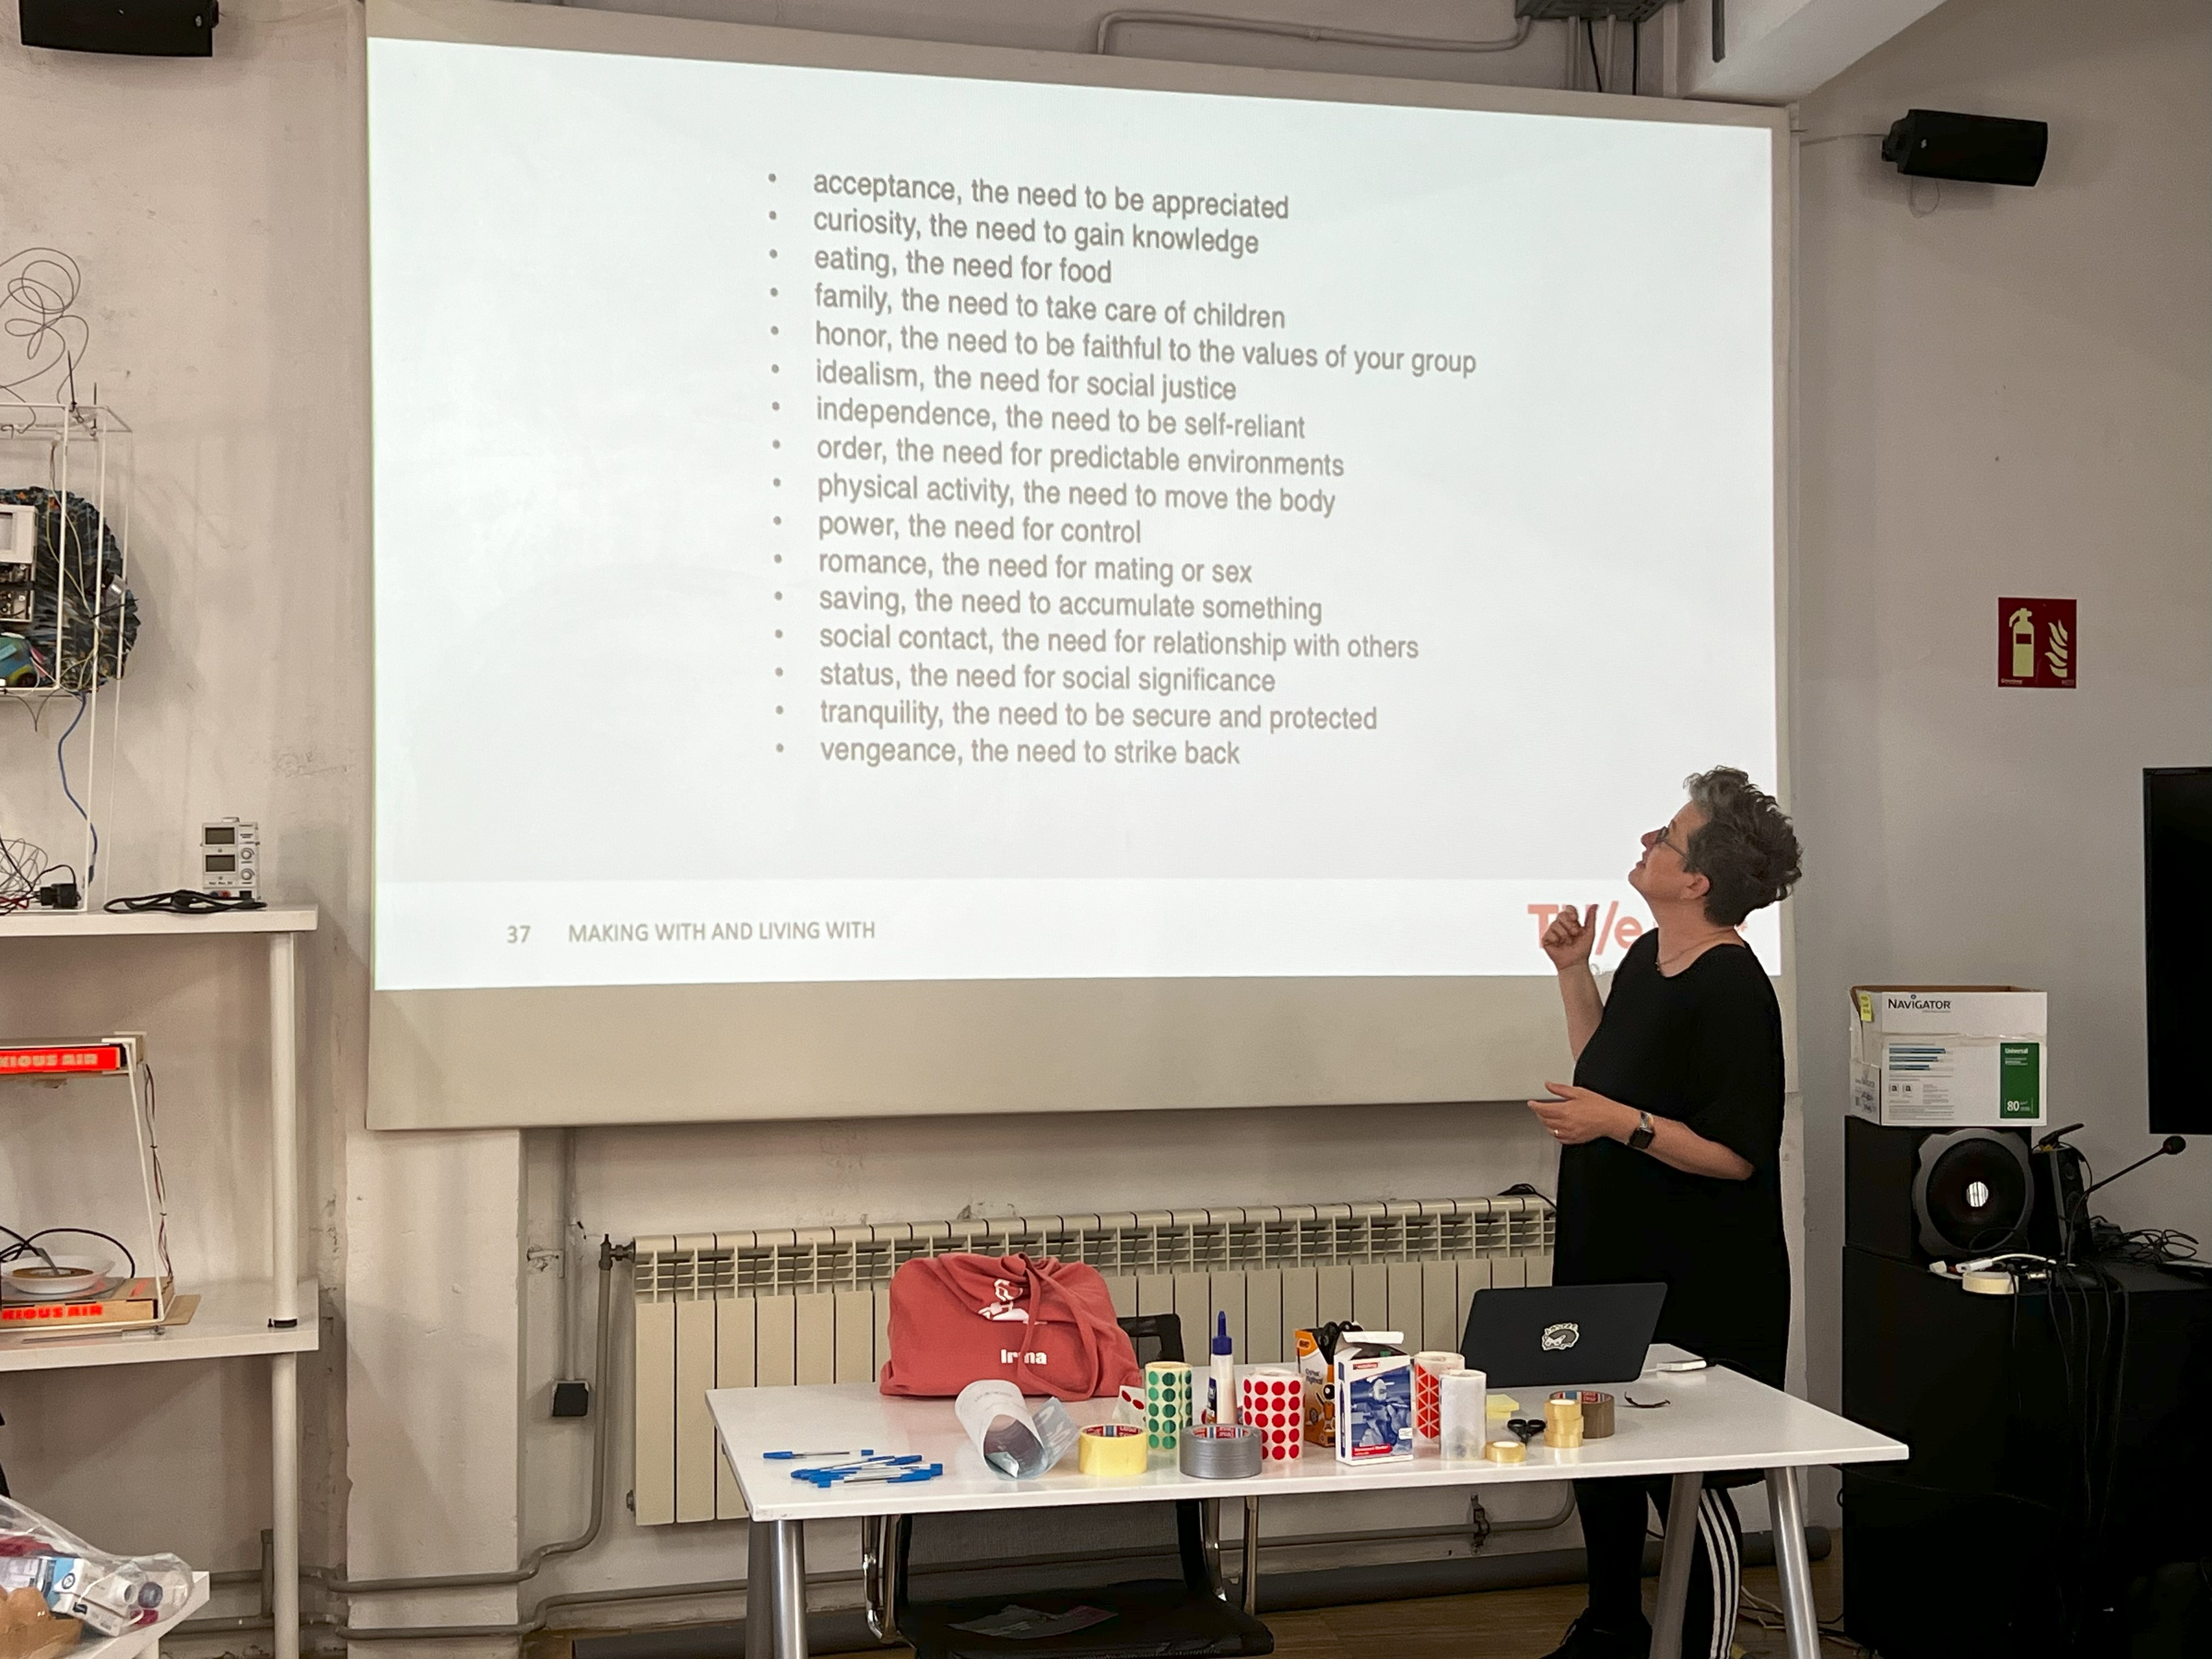 • acceptance, the need to be appreciated
• curiosity, the need to gain knowledge
• eating, the need for food
• family, the need to take care of children
• honor, the need to be faithful to the values of your group
• idealism, the need for social justice
• independence, the need to be self-reliant
• order, the need for predictable environments
• physical activity, the need to move the body
• power, the need for control
• romance, the need for mating or sex
• saving, the need to accumulate something
• social contact, the need for relationship with others
• status, the need for social significance
• tranquility, the need to be secure and protected
• vengeance, the need to strike back
37 MAKING WITH AND LIVING WITH
/e
NAVIGATOR
Universal
80
AIR
AIR